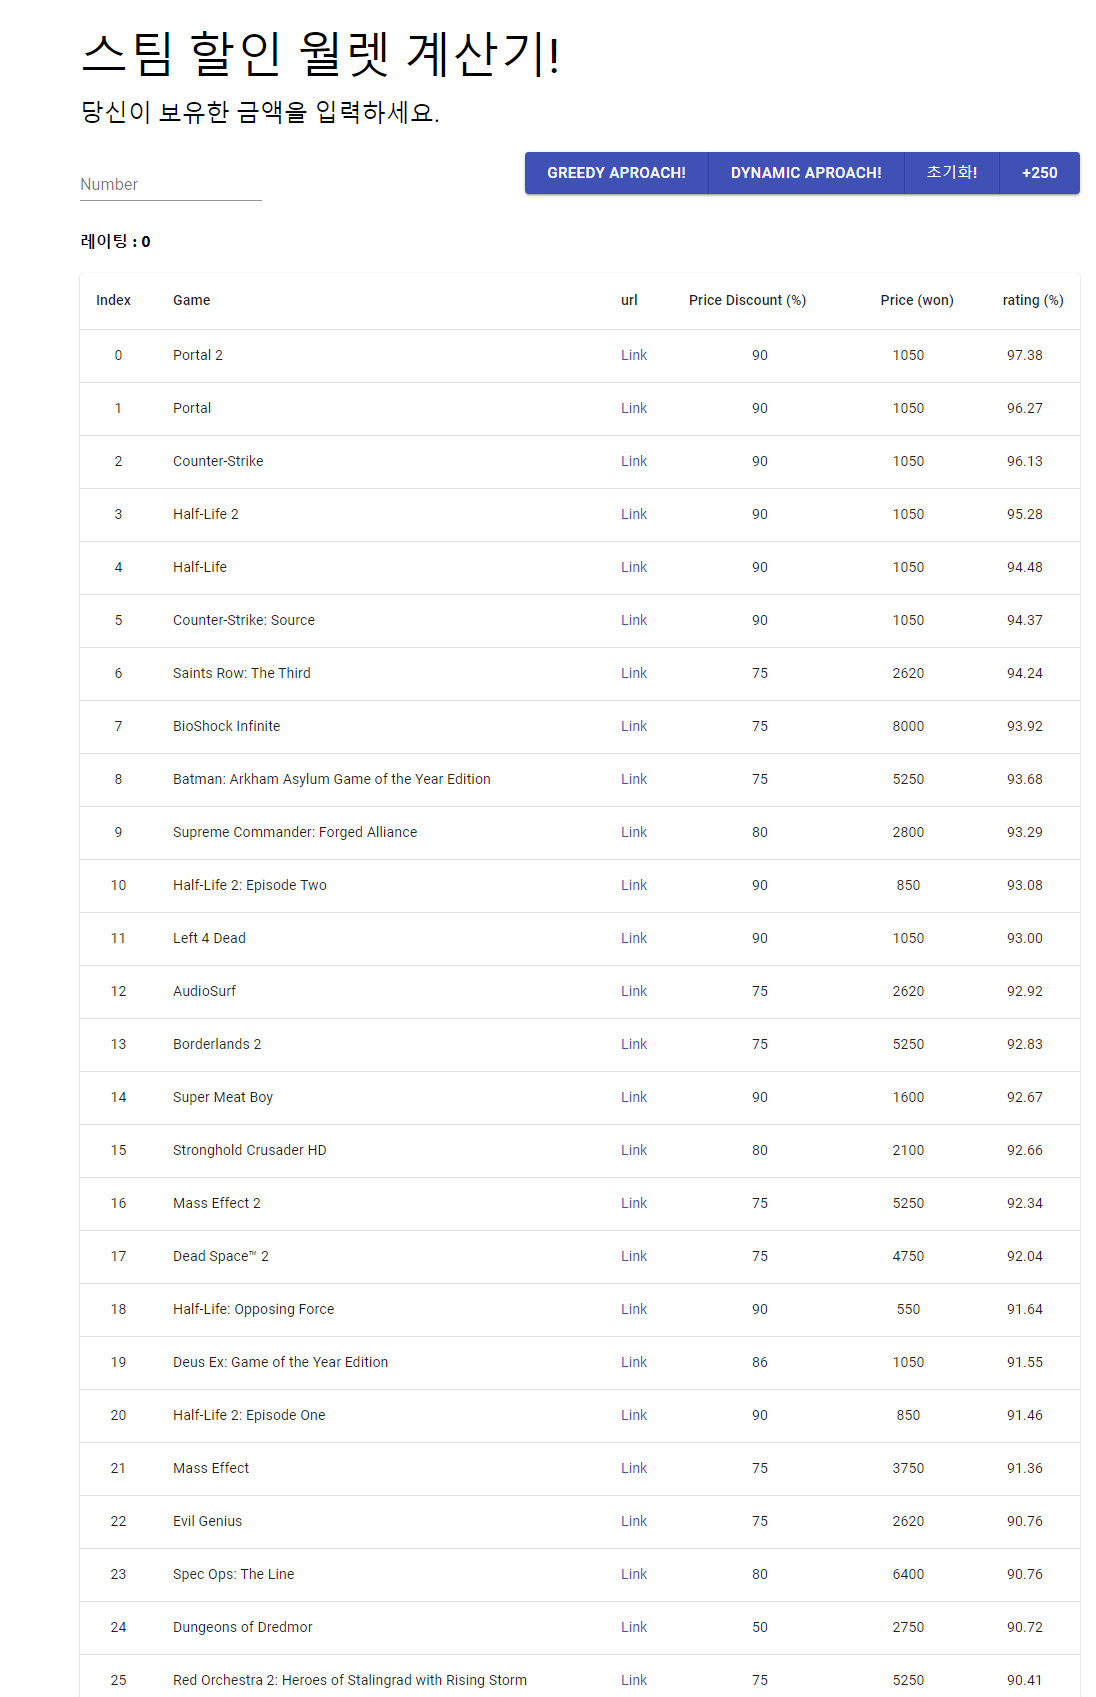 스팀 할인 월렛 계산기!
당신이 보유한 금액을 입력하세요.
Number
GREEDY APROACH! DYNAMIC APROACH! 초기화! +250
레이팅 : 0
Index Game url Price Discount (%) Price (won) rating (%)
0 Portal 2 Link 90 1050 97.38
1 Portal Link 90 1050 96.27
2 Counter-Strike Link 90 1050 96.13
3 Half-Life 2 Link 90 1050 95.28
4 Half-Life Link 90 1050 94.48
5 Counter-Strike: Source Link 90 1050 94.37
6 Saints Row: The Third Link 75 2620 94.24
7 BioShock Infinite Link 75 8000 93.92
8 Batman: Arkham Asylum Game of the Year Edition Link 75 5250 93.68
9 Supreme Commander: Forged Alliance Link 80 2800 93.29
10 Half-Life 2: Episode Two Link 90 850 93.08
11 Left 4 Dead Link 90 1050 93.00
12 AudioSurf Link 75 2620 92.92
13 Borderlands 2 Link 75 5250 92.83
14 Super Meat Boy Link 90 1600 92.67
15 Stronghold Crusader HD Link 80 2100 92.66
16 Mass Effect 2 Link 75 5250 92.34
17 Dead Space™ 2 Link 75 4750 92.04
18 Half-Life: Opposing Force Link 90 550 91.64
19 Deus Ex: Game of the Year Edition Link 86 1050 91.55
20 Half-Life 2: Episode One Link 90 850 91.46
21 Mass Effect Link 75 3750 91.36
22 Evil Genius Link 75 2620 90.76
23 Spec Ops: The Line Link 80 6400 90.76
24 Dungeons of Dredmor Link 50 2750 90.72
25 Red Orchestra 2: Heroes of Stalingrad with Rising Storm Link 75 5250 90.41